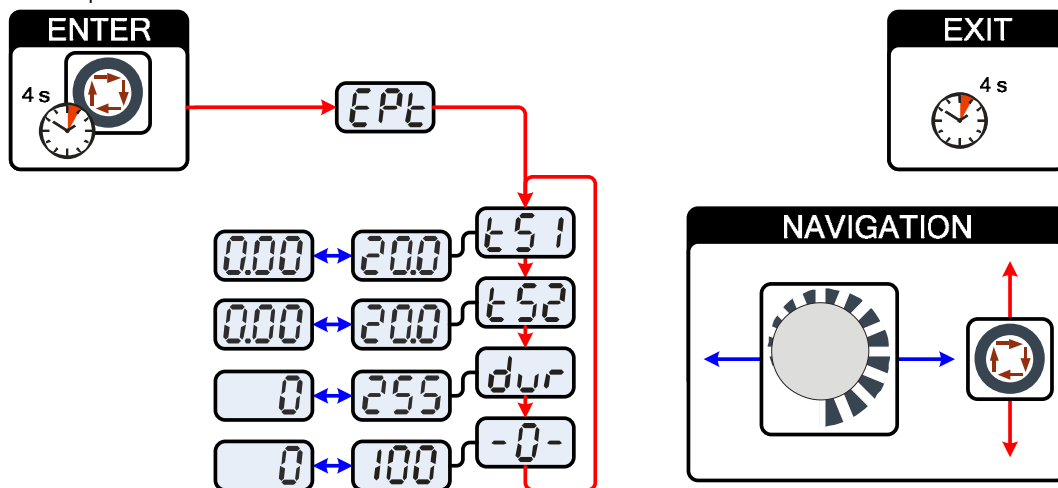 ENTER
EXIT
4 s
4 s
EPt
NAVIGATION
tS1
0.00
20.0
tS2
0.00
20.0
dur
0
255
-0-
0
100